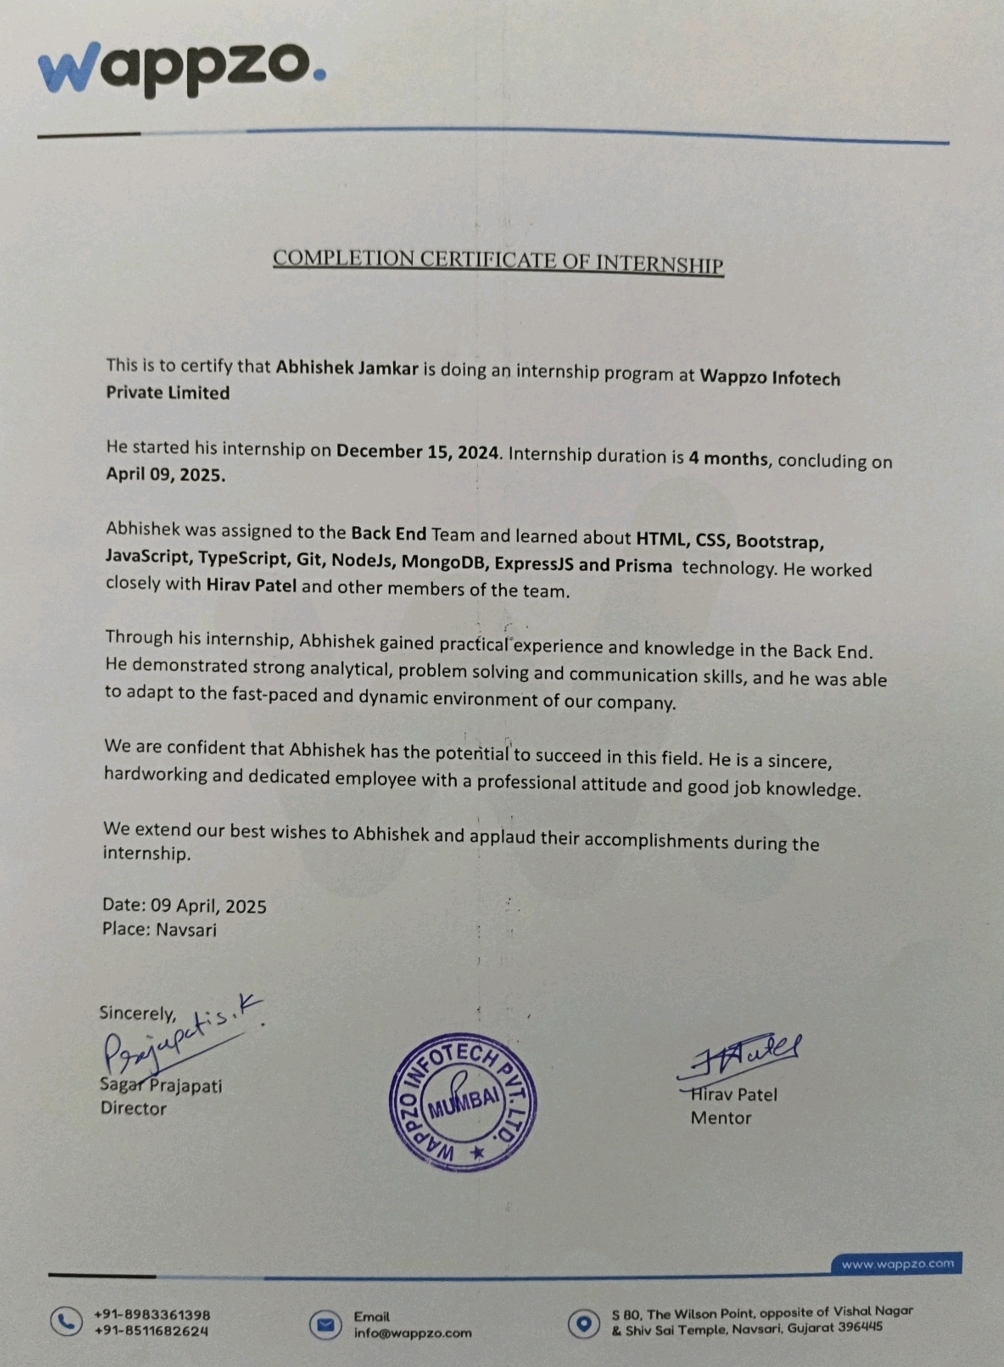 wappzo.
COMPLETION CERTIFICATE OF INTERNSHIP
This is to certify that Abhishek Jamkar is doing an internship program at Wappzo Infotech
Private Limited
He started his internship on December 15, 2024. Internship duration is 4 months, concluding on
April 09, 2025.
Abhishek was assigned to the Back End Team and learned about HTML, CSS, Bootstrap,
JavaScript, TypeScript, Git, NodeJs, MongoDB, ExpressJS and Prisma technology. He worked
closely with Hirav Patel and other members of the team.
Through his internship, Abhishek gained practical experience and knowledge in the Back End.
He demonstrated strong analytical, problem solving and communication skills, and he was able
to adapt to the fast-paced and dynamic environment of our company.
We are confident that Abhishek has the potential to succeed in this field. He is a sincere,
hardworking and dedicated employee with a professional attitude and good job knowledge.
We extend our best wishes to Abhishek and applaud their accomplishments during the
internship.
Date: 09 April, 2025
Place: Navsari
Sincerely,
Prajapatis.K
Sagar Prajapati
Director
WAPPZO INFOTECH PVT. LTD.
MUMBAI
HPatel
Hirav Patel
Mentor
www.wappzo.com
+91-8983361398
+91-8511682624
Email
info@wappzo.com
S 80, The Wilson Point, opposite of Vishal Nagar
& Shiv Sai Temple, Navsari, Gujarat 396445